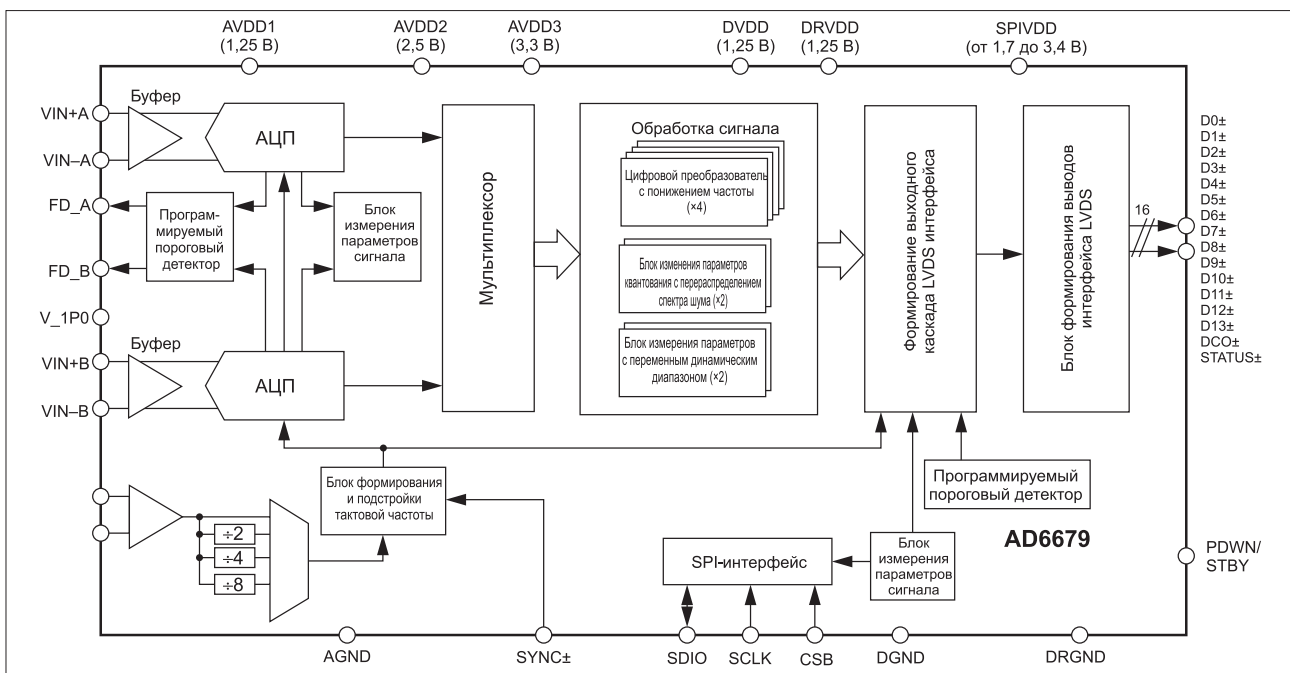 AVDD1
(1,25 В)
AVDD2
(2,5 В)
AVDD3
(3,3 В)
DVDD
(1,25 В)
DRVDD
(1,25 В)
SPIVDD
(от 1,7 до 3,4 В)
VIN+A
VIN–A
FD_A
FD_B
V_1P0
VIN+B
VIN–B
Буфер
АЦП
Програм-
мируемый
пороговый
детектор
Блок
измерения
параметров
сигнала
Буфер
АЦП
Мультиплексор
Обработка сигнала
Цифровой преобразователь
с понижением частоты
(×4)
Блок изменения параметров
квантования с перераспределением
спектра шума (×2)
Блок измерения параметров
с переменным динамическим
диапазоном (×2)
Формирование выходного
каскада LVDS интерфейса
Блок формирования выводов
интерфейса LVDS
16
D0±
D1±
D2±
D3±
D4±
D5±
D6±
D7±
D8±
D9±
D10±
D11±
D12±
D13±
DCO±
STATUS±
Блок формирования
и подстройки
тактовой частоты
÷2
÷4
÷8
Программируемый
пороговый детектор
AD6679
SPI-интерфейс
Блок
измерения
параметров
сигнала
PDWN/
STBY
AGND
SYNC±
SDIO
SCLK
CSB
DGND
DRGND